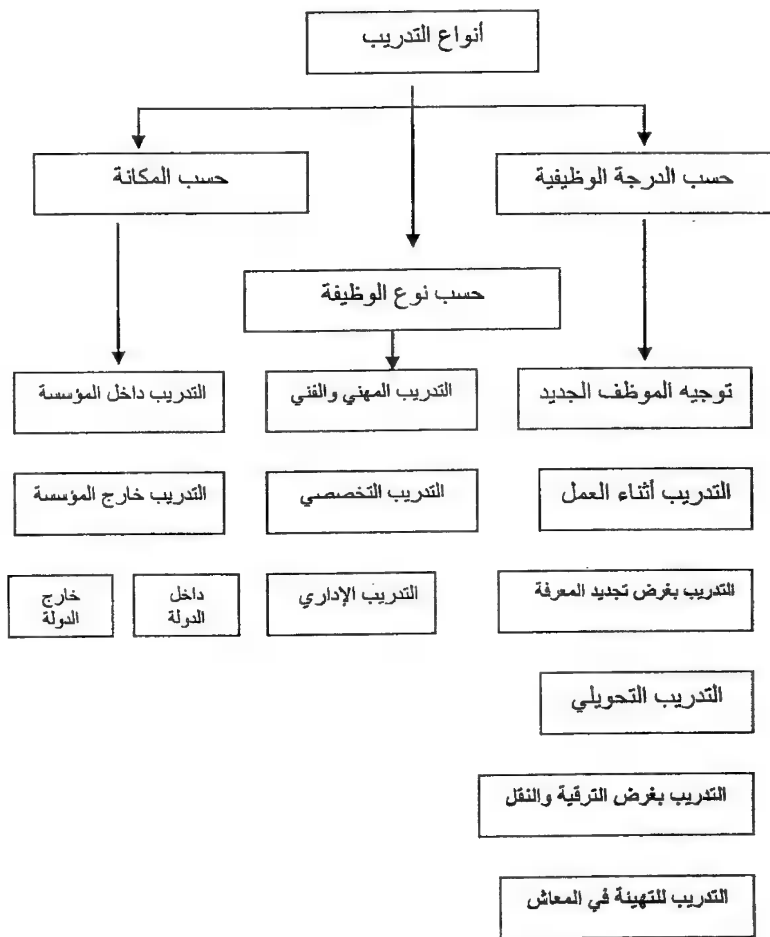 أنواع التدريب
حسب الدرجة الوظيفية
حسب المكانة
حسب نوع الوظيفة
توجيه الموظف الجديد
التدريب المهني والفني
التدريب داخل المؤسسة
التدريب أثناء العمل
التدريب التخصصي
التدريب خارج المؤسسة
التدريب بغرض تجديد المعرفة
التدريب الإداري
داخل
الدولة
خارج
الدولة
التدريب التحويلي
التدريب بغرض الترقية والنقل
التدريب للتهيئة في المعاش